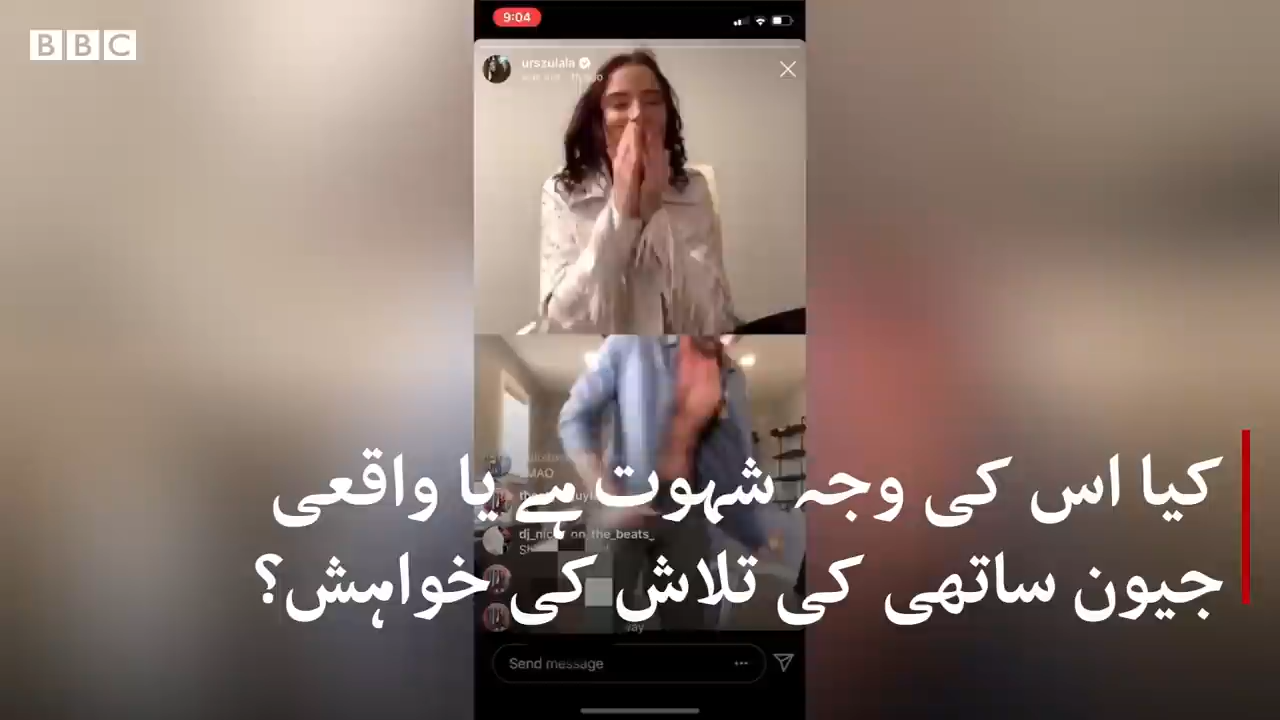 BBC
9:04
urszulala
LMAO
Send message
کیا اس کی وجہ شہوت ہے یا واقعی
جیون ساتھی کی تلاش کی خواہش؟